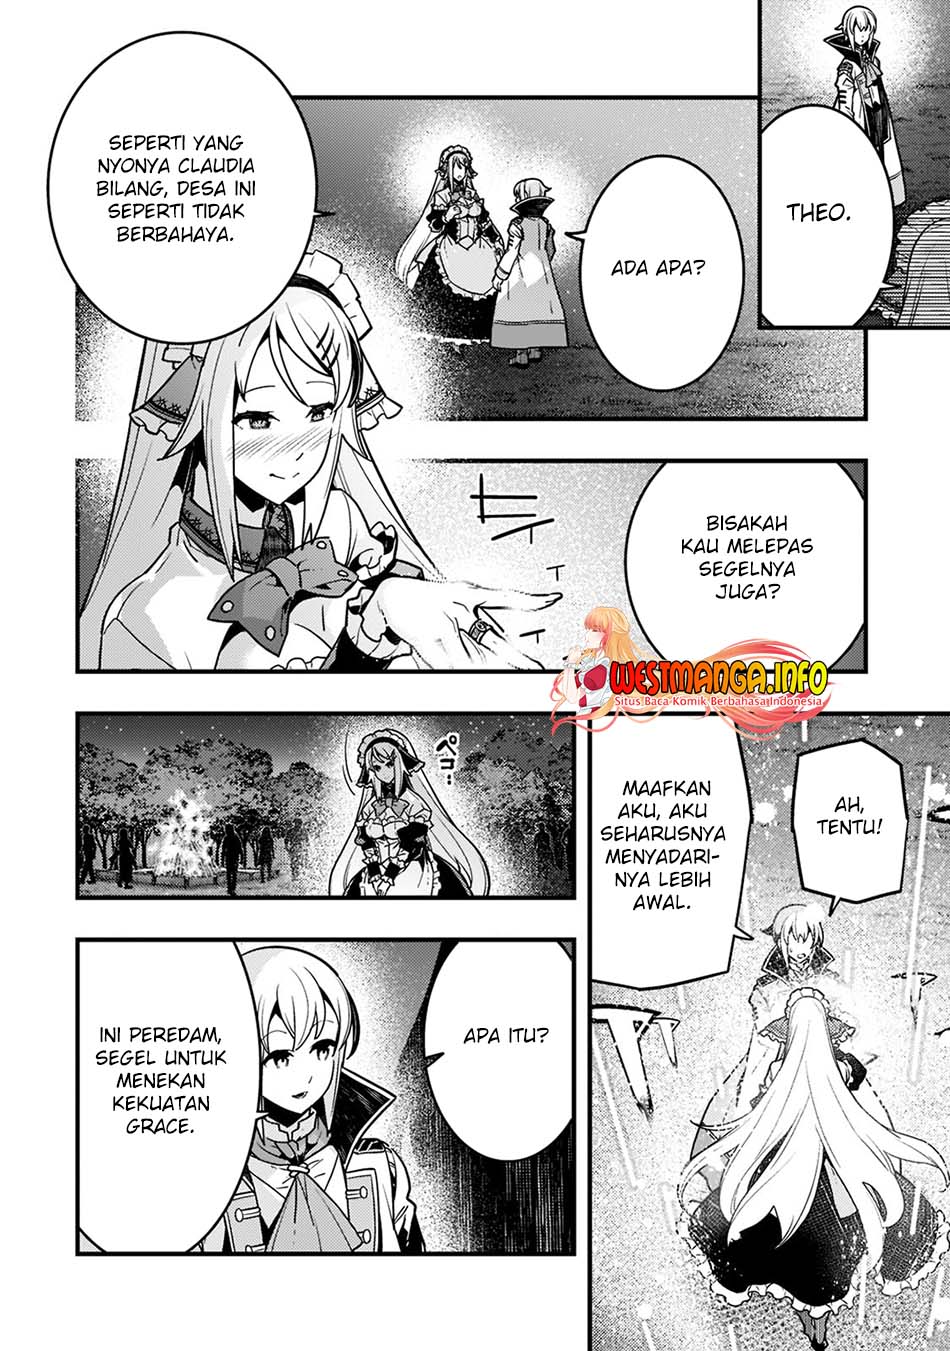 THEO.
ADA APA?
SEPERTI YANG
NYONYA CLAUDIA
BILANG, DESA INI
SEPERTI TIDAK
BERBAHAYA.
BISAKAH
KAU MELEPAS
SEGELNYA
JUGA?
WESTMANGA.INFO
Situs Baca Komik Berbahasa Indonesia
AH,
TENTU!
MAAFKAN
AKU, AKU
SEHARUSNYA
MENYADARI-
NYA LEBIH
AWAL.
ペコ…
APA ITU?
INI PEREDAM,
SEGEL UNTUK
MENEKAN
KEKUATAN
GRACE.